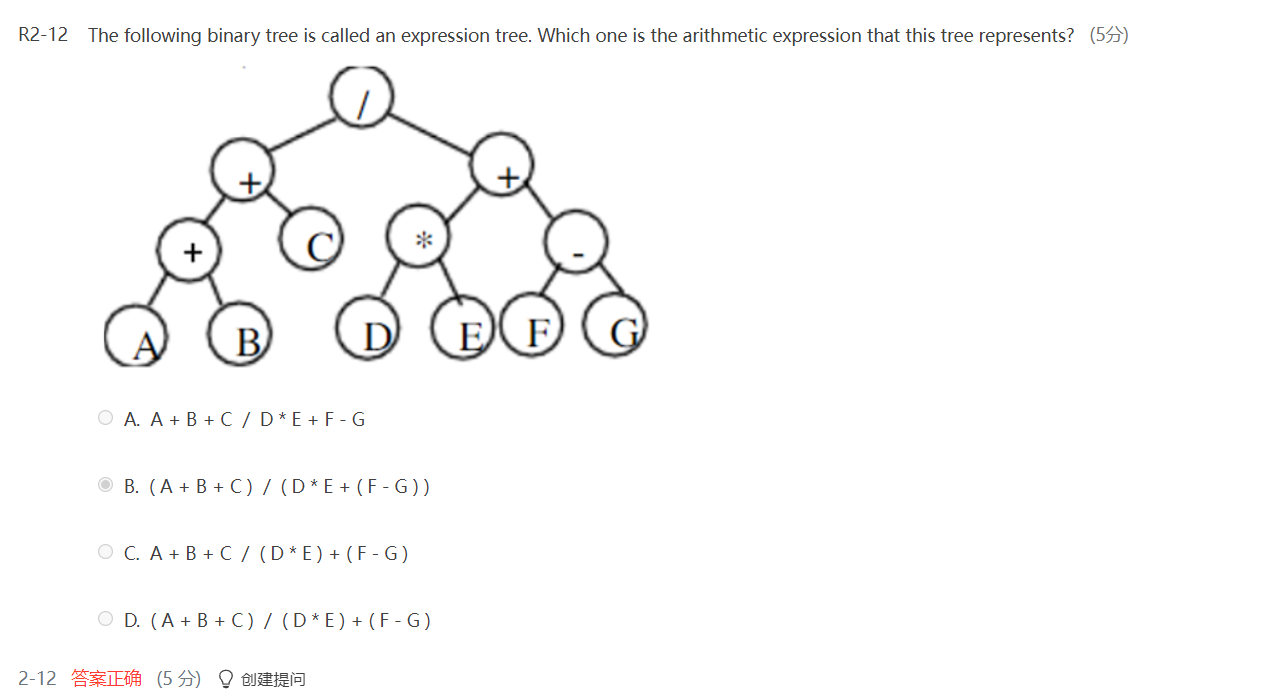 R2-12 The following binary tree is called an expression tree. Which one is the arithmetic expression that this tree represents? (5分)
/
+ +
+ C * -
A B D E F G
A. A + B + C / D * E + F - G
B. ( A + B + C ) / ( D * E + ( F - G ) )
C. A + B + C / ( D * E ) + ( F - G )
D. ( A + B + C ) / ( D * E ) + ( F - G )
2-12 答案正确 (5 分) 创建提问